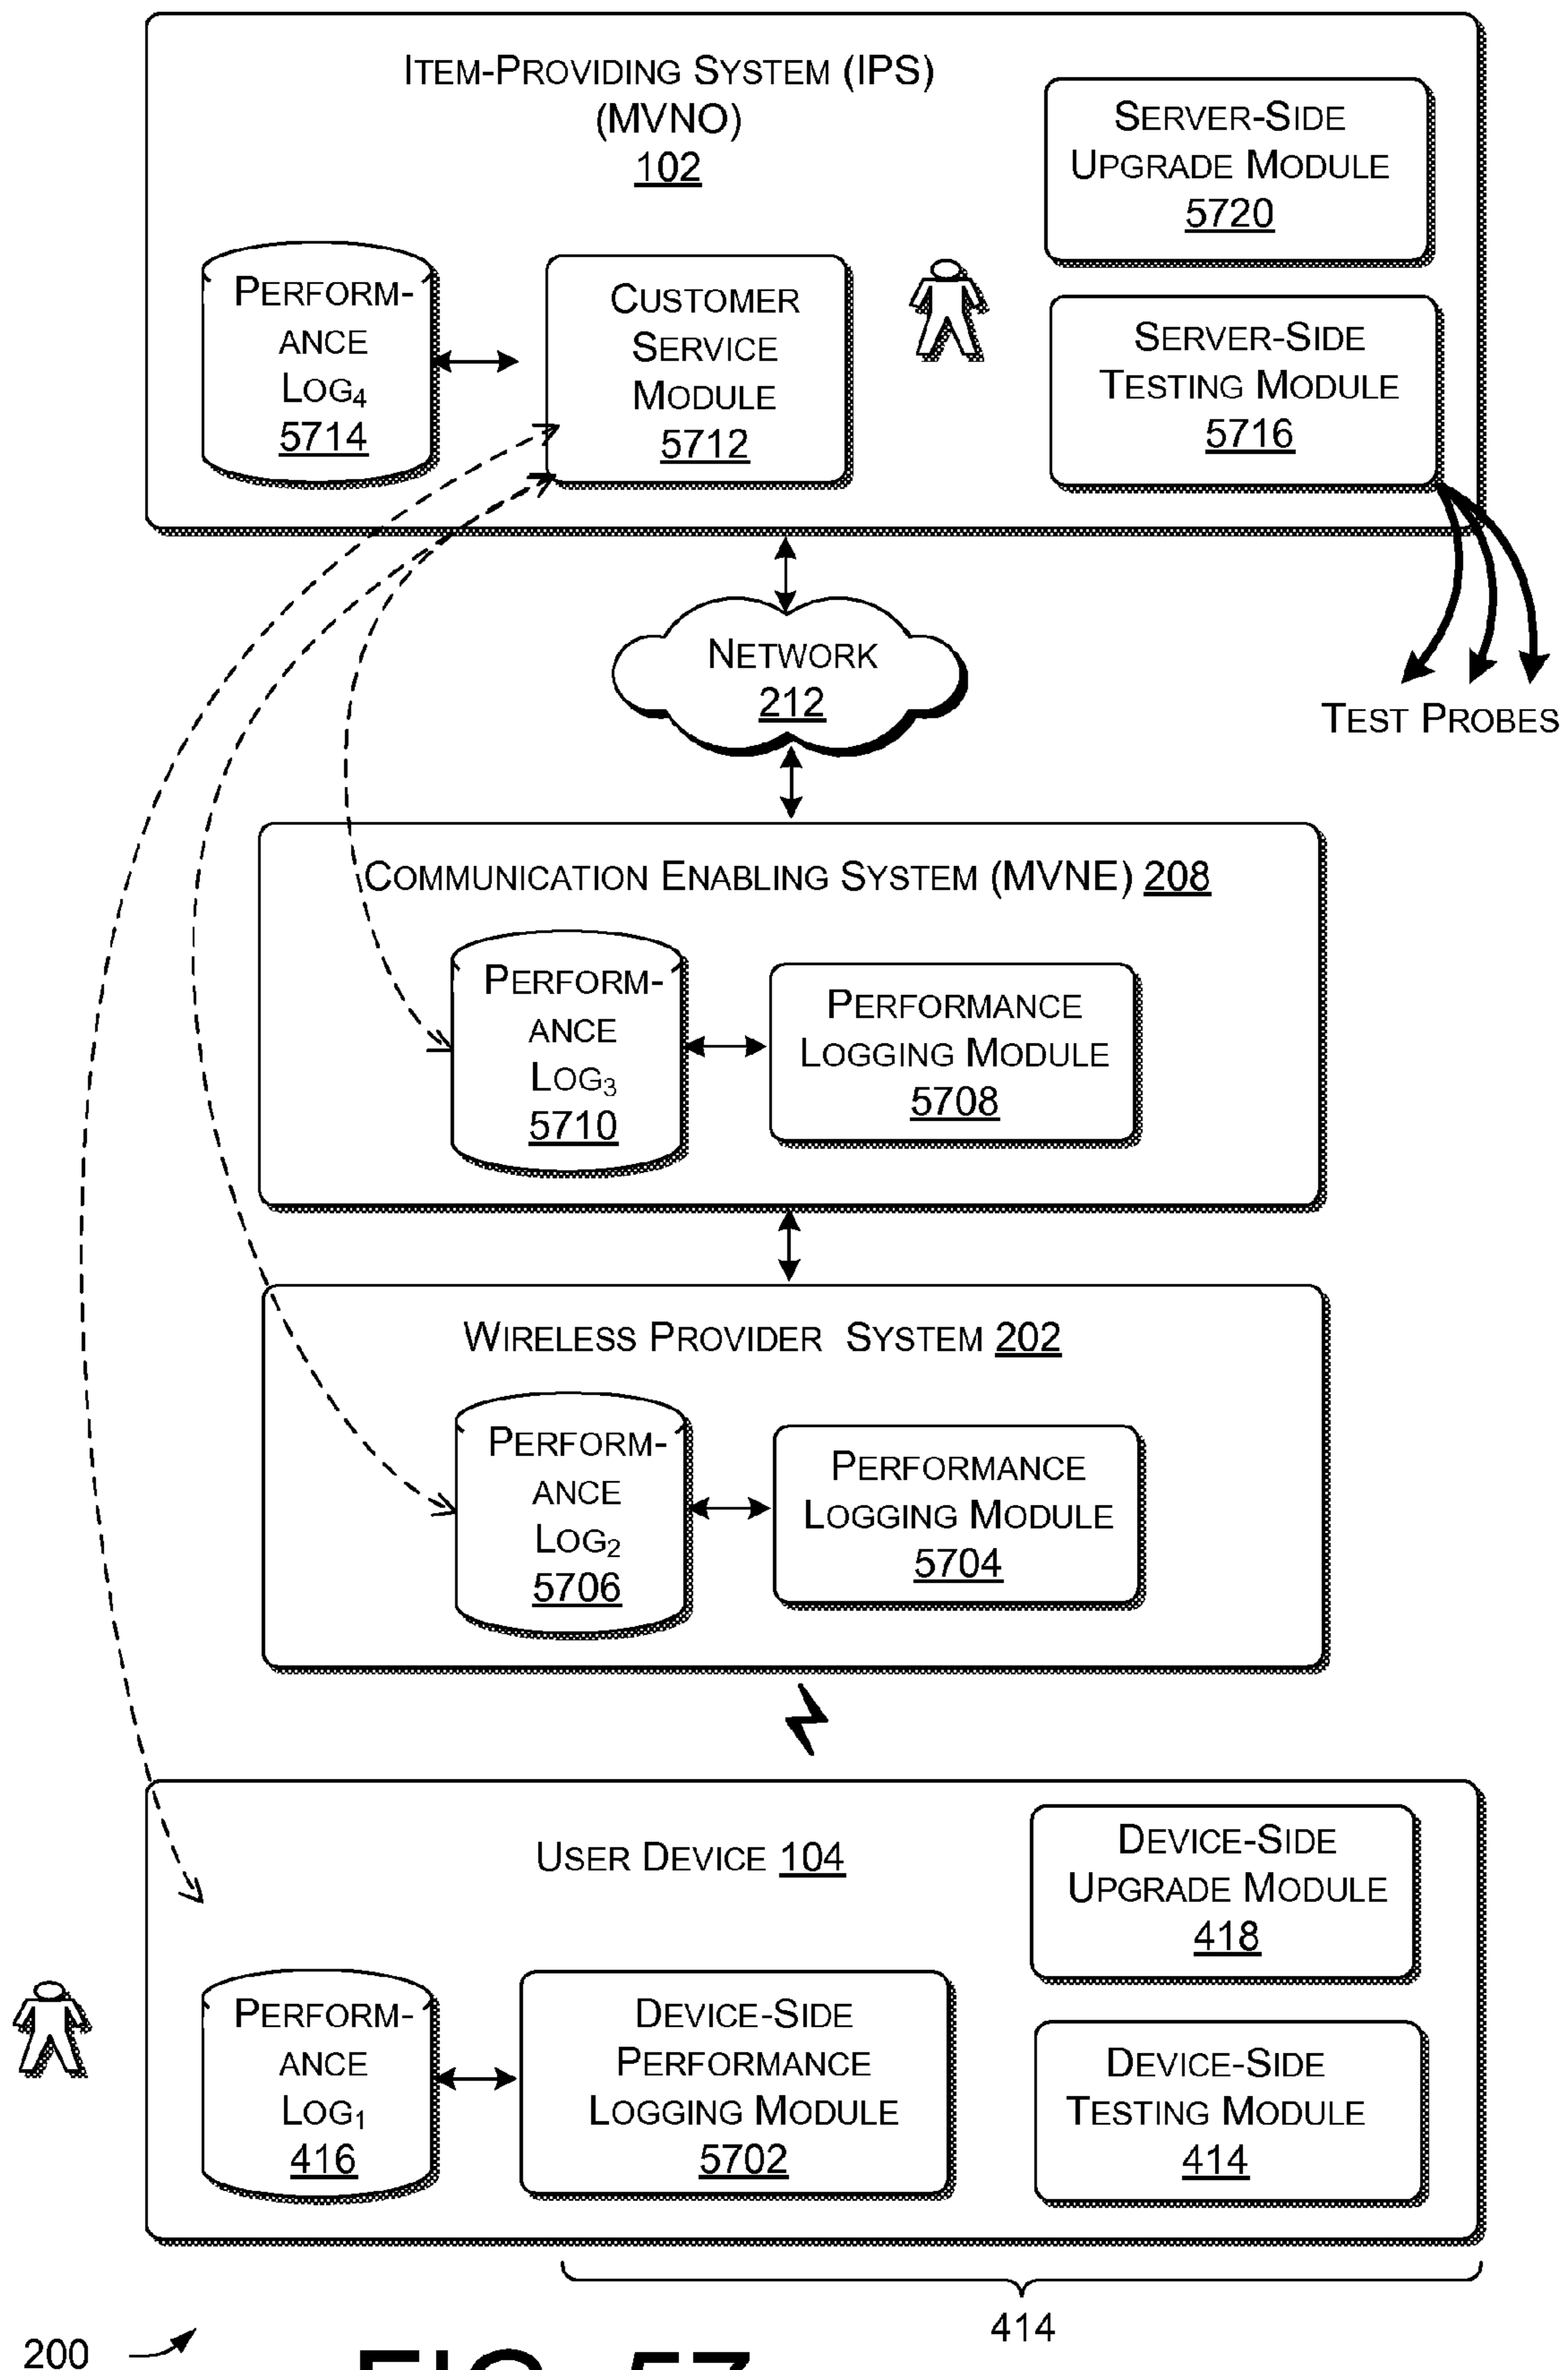 ITEM-PROVIDING SYSTEM (IPS)
(MVNO)
102
SERVER-SIDE
UPGRADE MODULE
5720
PERFORM-
ANCE
LOG4
5714
CUSTOMER
SERVICE
MODULE
5712
SERVER-SIDE
TESTING MODULE
5716
NETWORK
212
TEST PROBES
COMMUNICATION ENABLING SYSTEM (MVNE) 208
PERFORM-
ANCE
LOG3
5710
PERFORMANCE
LOGGING MODULE
5708
WIRELESS PROVIDER SYSTEM 202
PERFORM-
ANCE
LOG2
5706
PERFORMANCE
LOGGING MODULE
5704
USER DEVICE 104
DEVICE-SIDE
UPGRADE MODULE
418
PERFORM-
ANCE
LOG1
416
DEVICE-SIDE
PERFORMANCE
LOGGING MODULE
5702
DEVICE-SIDE
TESTING MODULE
414
414
200
FIG. 57